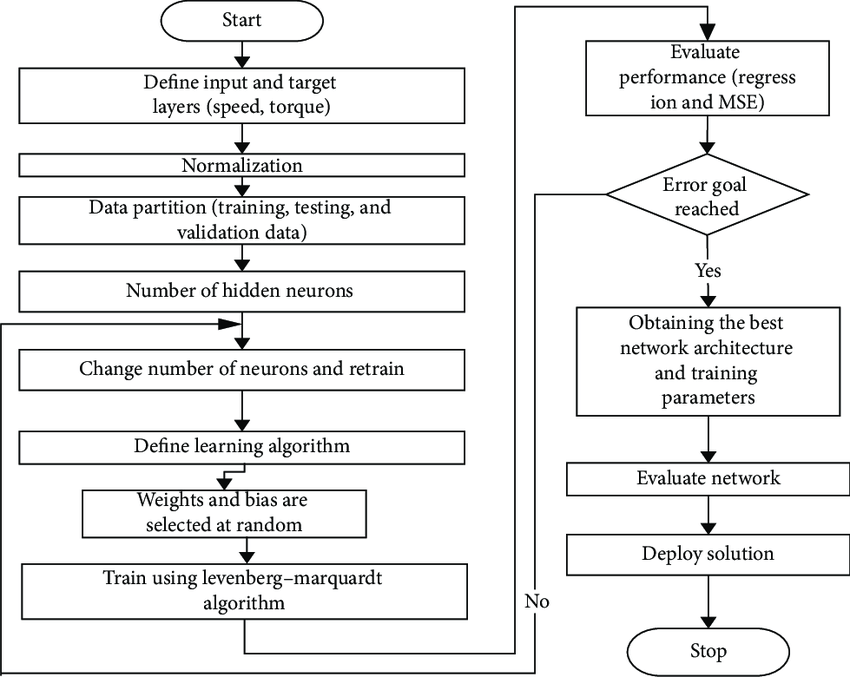 Start
Define input and target
layers (speed, torque)
Normalization
Data partition (training, testing, and
validation data)
Number of hidden neurons
Change number of neurons and retrain
Define learning algorithm
Weights and bias are
selected at random
Train using levenberg–marquardt
algorithm
Evaluate
performance (regress
ion and MSE)
Error goal
reached
Yes
No
Obtaining the best
network architecture
and training
parameters
Evaluate network
Deploy solution
Stop